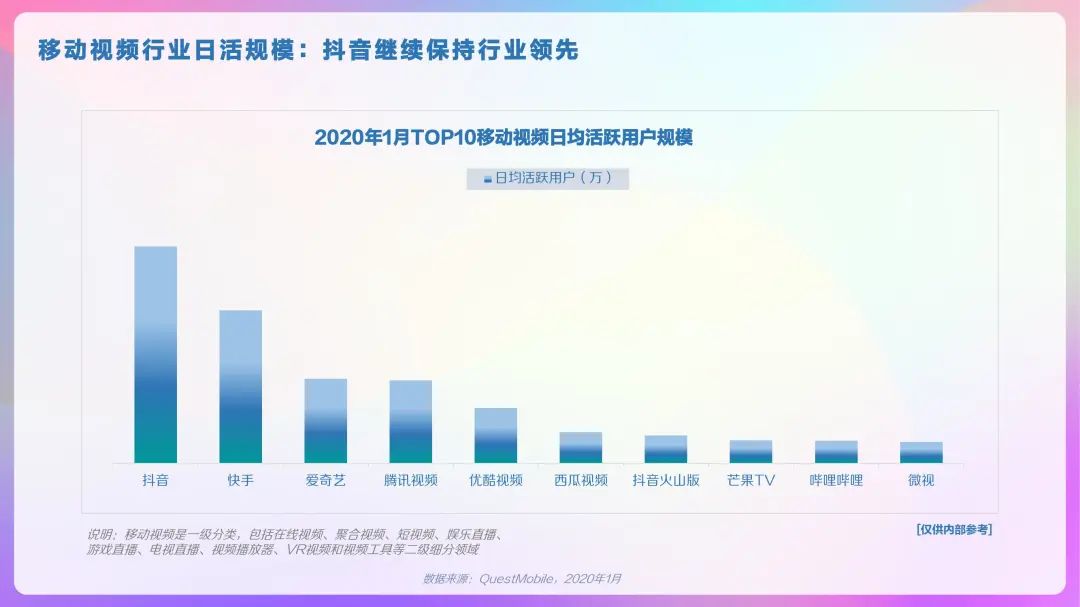 移动视频行业日活规模：抖音继续保持行业领先
2020年1月TOP10移动视频日均活跃用户规模
日均活跃用户（万）
抖音
快手
爱奇艺
腾讯视频
优酷视频
西瓜视频
抖音火山版
芒果TV
哔哩哔哩
微视
说明：移动视频是一级分类，包括在线视频、聚合视频、短视频、娱乐直播、
游戏直播、电视直播、视频播放器、VR视频和视频工具等二级细分领域
[仅供内部参考]
数据来源：QuestMobile，2020年1月